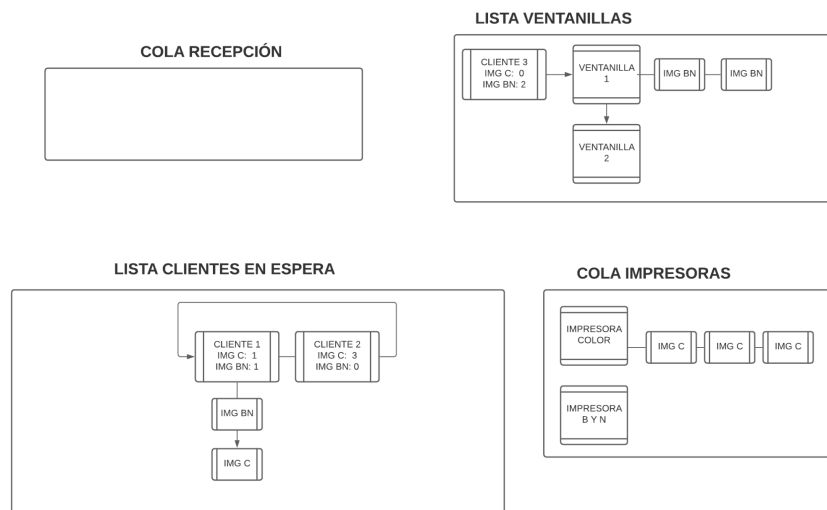 LISTA VENTANILLAS
COLA RECEPCIÓN
CLIENTE 3
IMG C: 0
IMG BN: 2
VENTANILLA
1
IMG BN
IMG BN
VENTANILLA
2
LISTA CLIENTES EN ESPERA
COLA IMPRESORAS
CLIENTE 1
IMG C: 1
IMG BN: 1
CLIENTE 2
IMG C: 3
IMG BN: 0
IMG BN
IMG C
IMPRESORA
COLOR
IMG C
IMG C
IMG C
IMPRESORA
B Y N